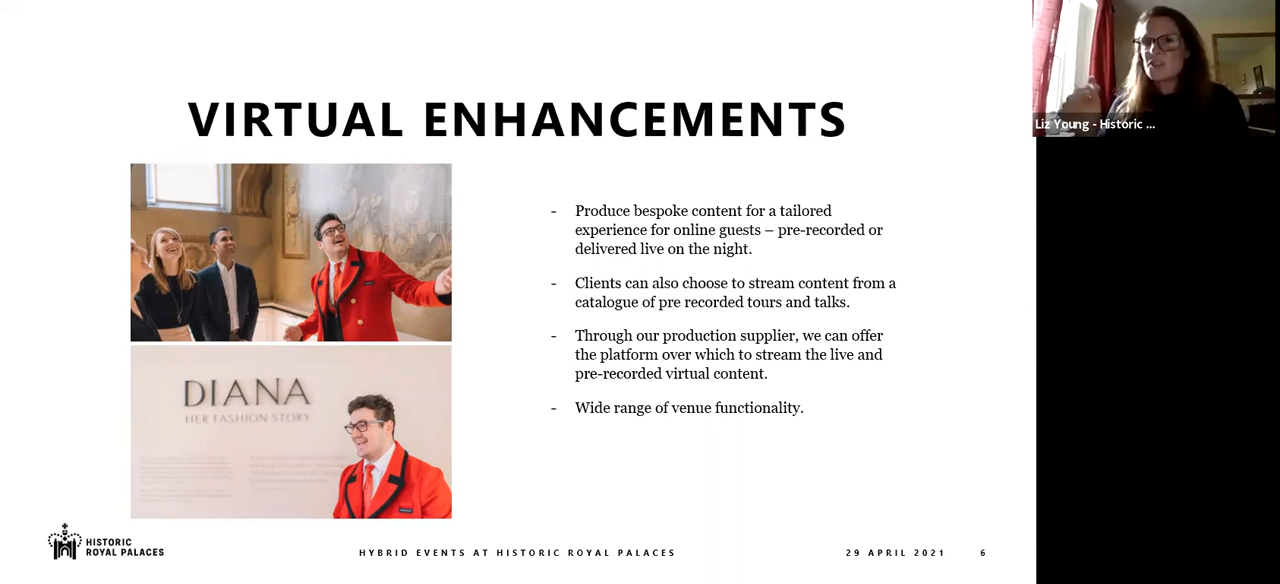 VIRTUAL ENHANCEMENTS
Liz Young - Historic ...
- Produce bespoke content for a tailored
experience for online guests – pre-recorded or
delivered live on the night.
- Clients can also choose to stream content from a
catalogue of pre recorded tours and talks.
- Through our production supplier, we can offer
the platform over which to stream the live and
pre-recorded virtual content.
- Wide range of venue functionality.
DIANA
HER FASHION STORY
HISTORIC
ROYAL PALACES
HYBRID EVENTS AT HISTORIC ROYAL PALACES
29 APRIL 2021
6